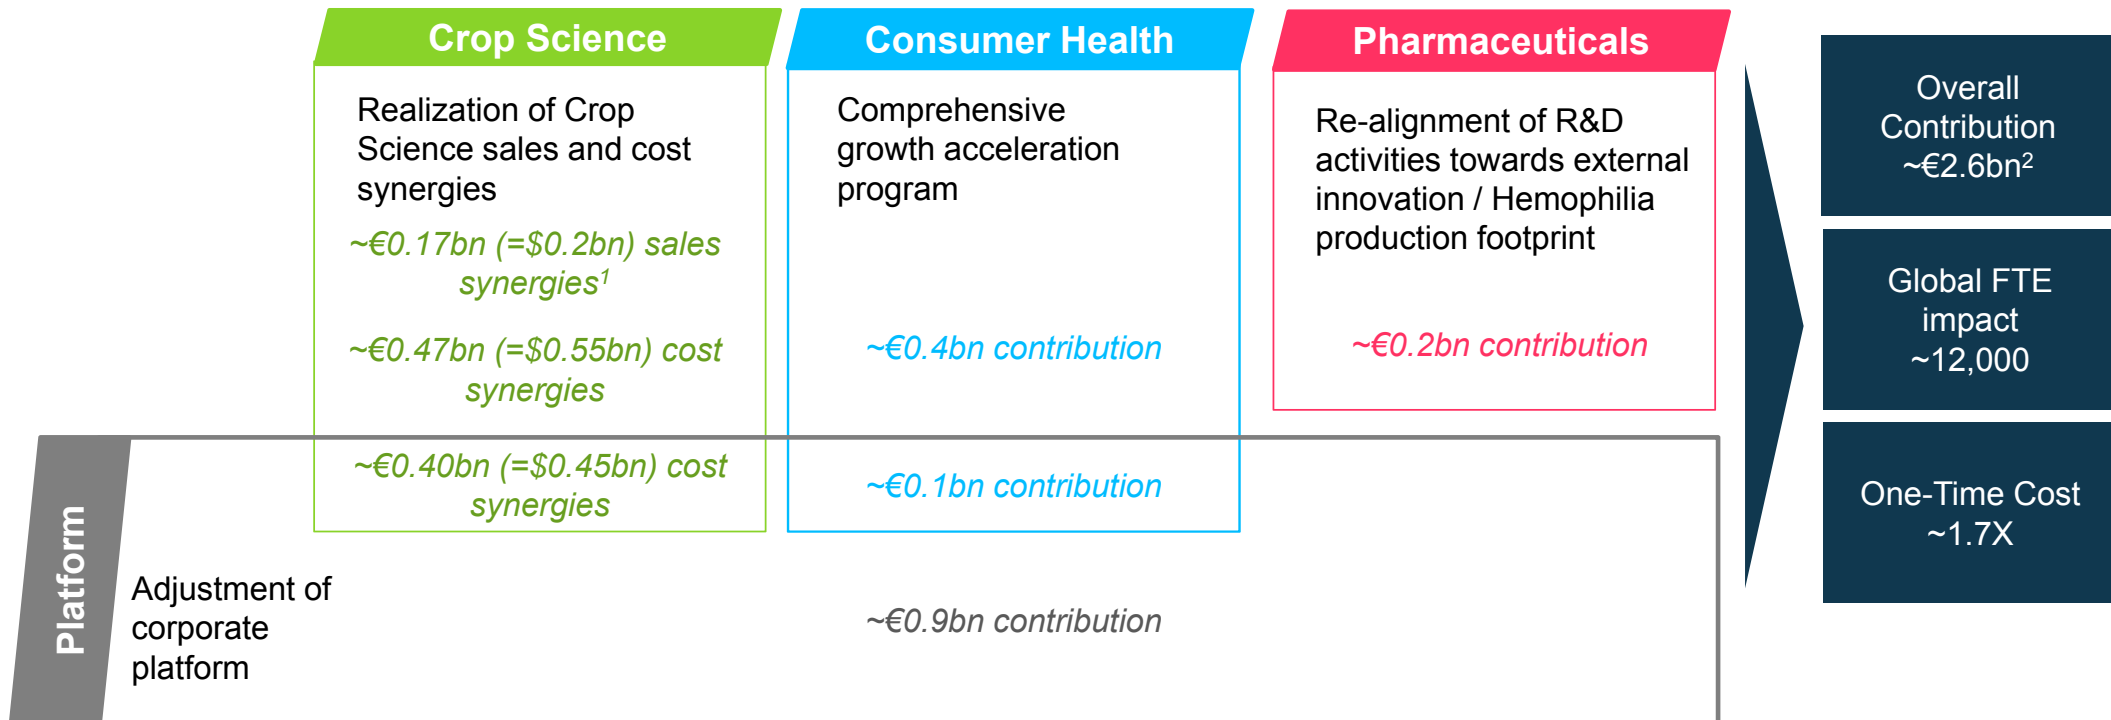 Crop Science
Realization of Crop
Science sales and cost
synergies
~€0.17bn (=$0.2bn) sales
synergies¹
~€0.47bn (=$0.55bn) cost
synergies
~€0.40bn (=$0.45bn) cost
synergies
Consumer Health
Comprehensive
growth acceleration
program
~€0.4bn contribution
~€0.1bn contribution
Pharmaceuticals
Re-alignment of R&D
activities towards external
innovation / Hemophilia
production footprint
~€0.2bn contribution
Platform
Adjustment of
corporate
platform
~€0.9bn contribution
Overall
Contribution
~€2.6bn²
Global FTE
impact
~12,000
One-Time Cost
~1.7X